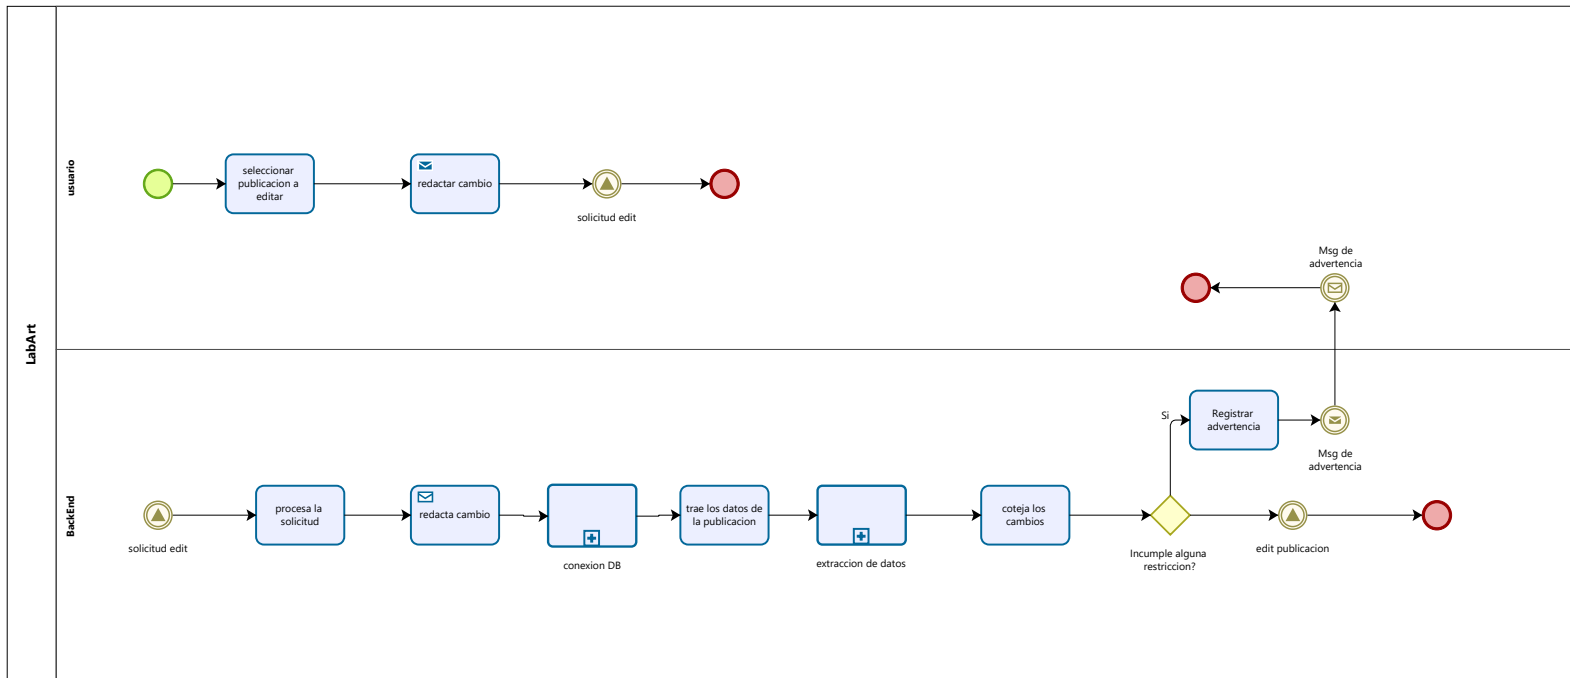 LabArt
usuario
seleccionar
publicacion a
editar
redactar cambio
solicitud edit
Msg de
advertencia
BackEnd
solicitud edit
procesa la
solicitud
redacta cambio
conexion DB
trae los datos de
la publicacion
extraccion de datos
coteja los
cambios
Incumple alguna
restriccion?
Si
Registrar
advertencia
Msg de
advertencia
edit publicacion